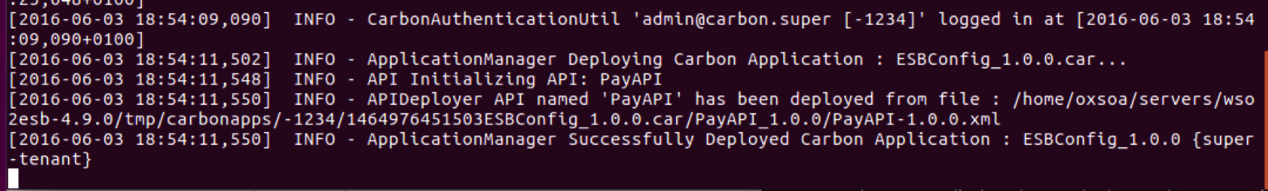 :25,048+0100]
[2016-06-03 18:54:09,090]  INFO - CarbonAuthenticationUtil 'admin@carbon.super [-1234]' logged in at [2016-06-03 18:54
:09,090+0100]
[2016-06-03 18:54:11,502]  INFO - ApplicationManager Deploying Carbon Application : ESBConfig_1.0.0.car...
[2016-06-03 18:54:11,548]  INFO - API Initializing API: PayAPI
[2016-06-03 18:54:11,550]  INFO - APIDeployer API named 'PayAPI' has been deployed from file : /home/oxsoa/servers/wso
2esb-4.9.0/tmp/carbonapps/-1234/1464976451503ESBConfig_1.0.0.car/PayAPI_1.0.0/PayAPI-1.0.0.xml
[2016-06-03 18:54:11,550]  INFO - ApplicationManager Successfully Deployed Carbon Application : ESBConfig_1.0.0 {super
-tenant}